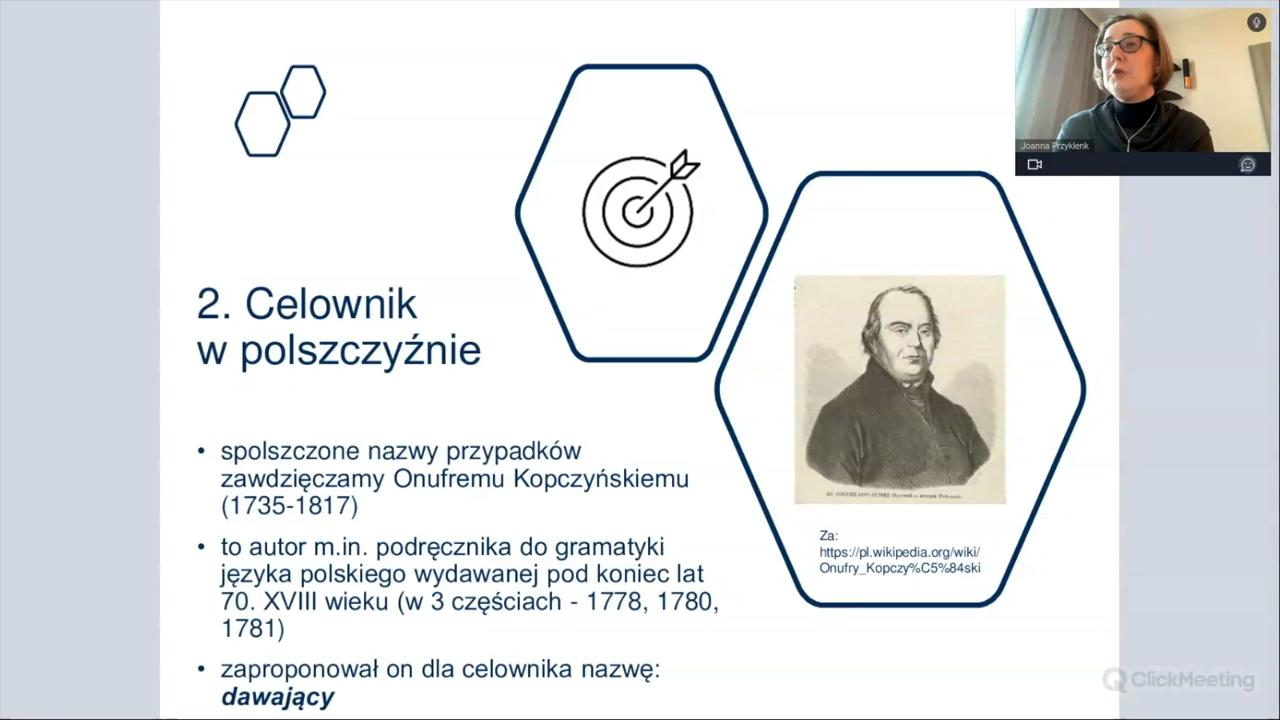 Joanna Przyklenk
2. Celownik
w polszczyźnie
• spolszczone nazwy przypadków
zawdzięczamy Onufremu Kopczyńskiemu
(1735-1817)
• to autor m.in. podręcznika do gramatyki
języka polskiego wydawanej pod koniec lat
70. XVIII wieku (w 3 częściach - 1778, 1780,
1781)
• zaproponował on dla celownika nazwę:
dawający
Za:
https://pl.wikipedia.org/wiki/
Onufry_Kopczy%C5%84ski
ClickMeeting